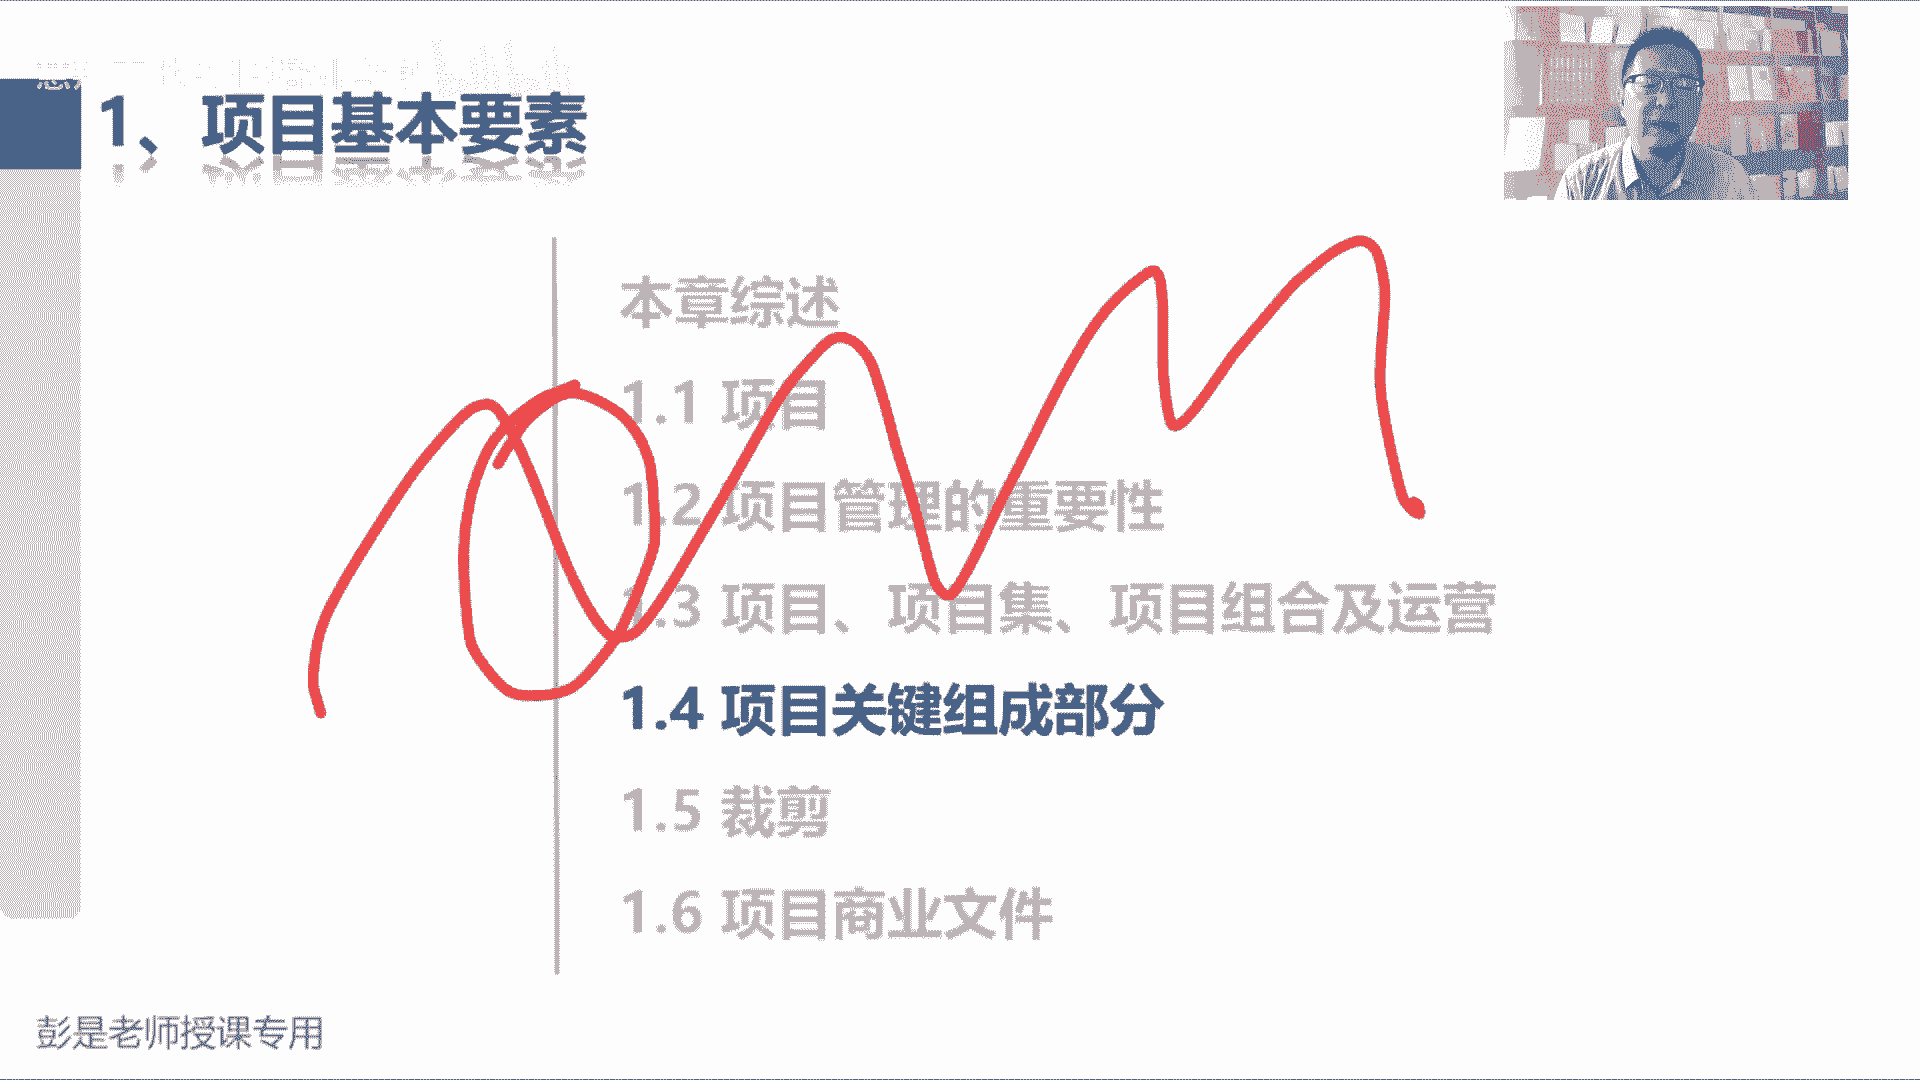 1、项目基本要素
本章综述
1.1 项目
1.2 项目管理的重要性
1.3 项目、项目集、项目组合及运营
1.4 项目关键组成部分
1.5 裁剪
1.6 项目商业文件
彭是老师授课专用